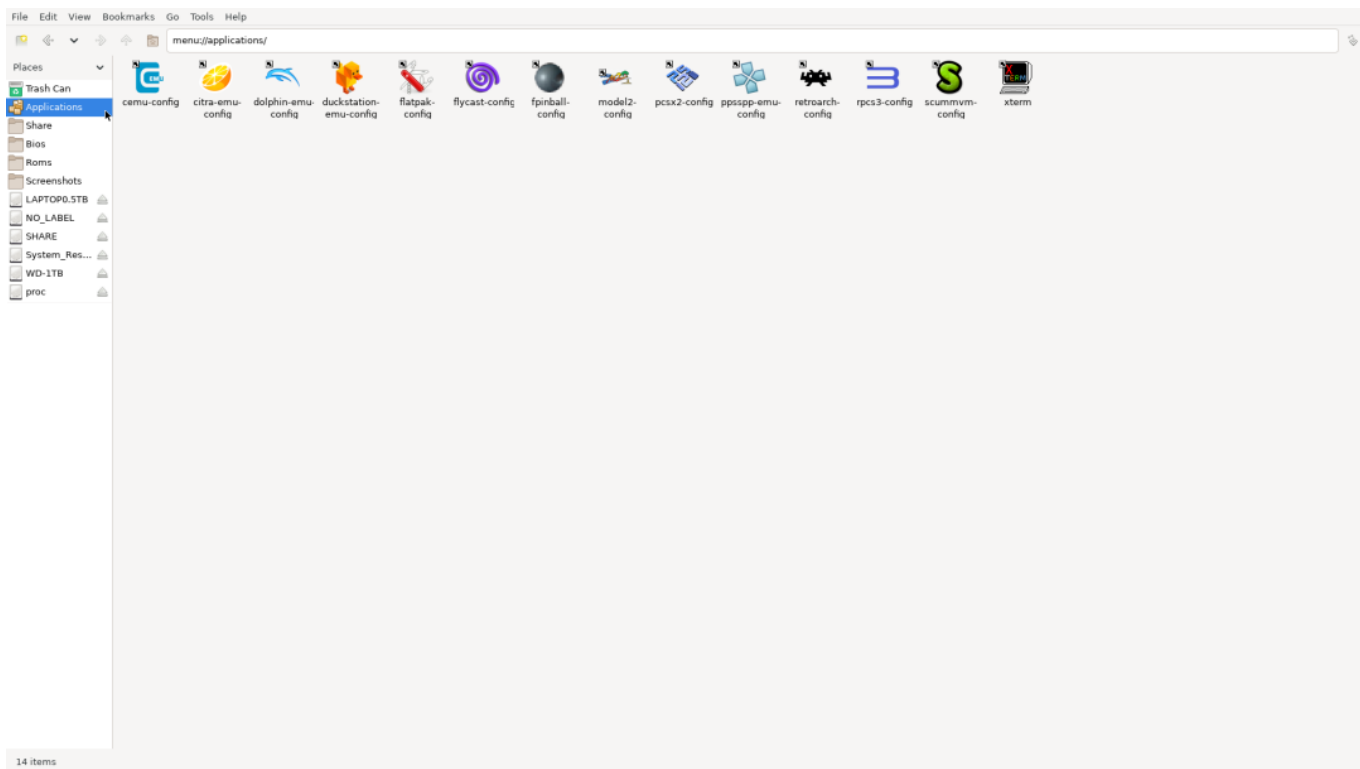 File Edit View Bookmarks Go Tools Help
menu://applications/
Places
Trash Can
Applications
Share
Bios
Roms
Screenshots
LAPTOP0.5TB
NO_LABEL
SHARE
System_Res...
WD-1TB
proc
EMU
XTERM
cemu-config citra-emu- dolphin-emu- duckstation- flatpak- flycast-config fpinball- model2- pcsx2-config ppsspp-emu- retroarch- rpcs3-config scummvm- xterm
config config emu-config config config config config config config
14 items